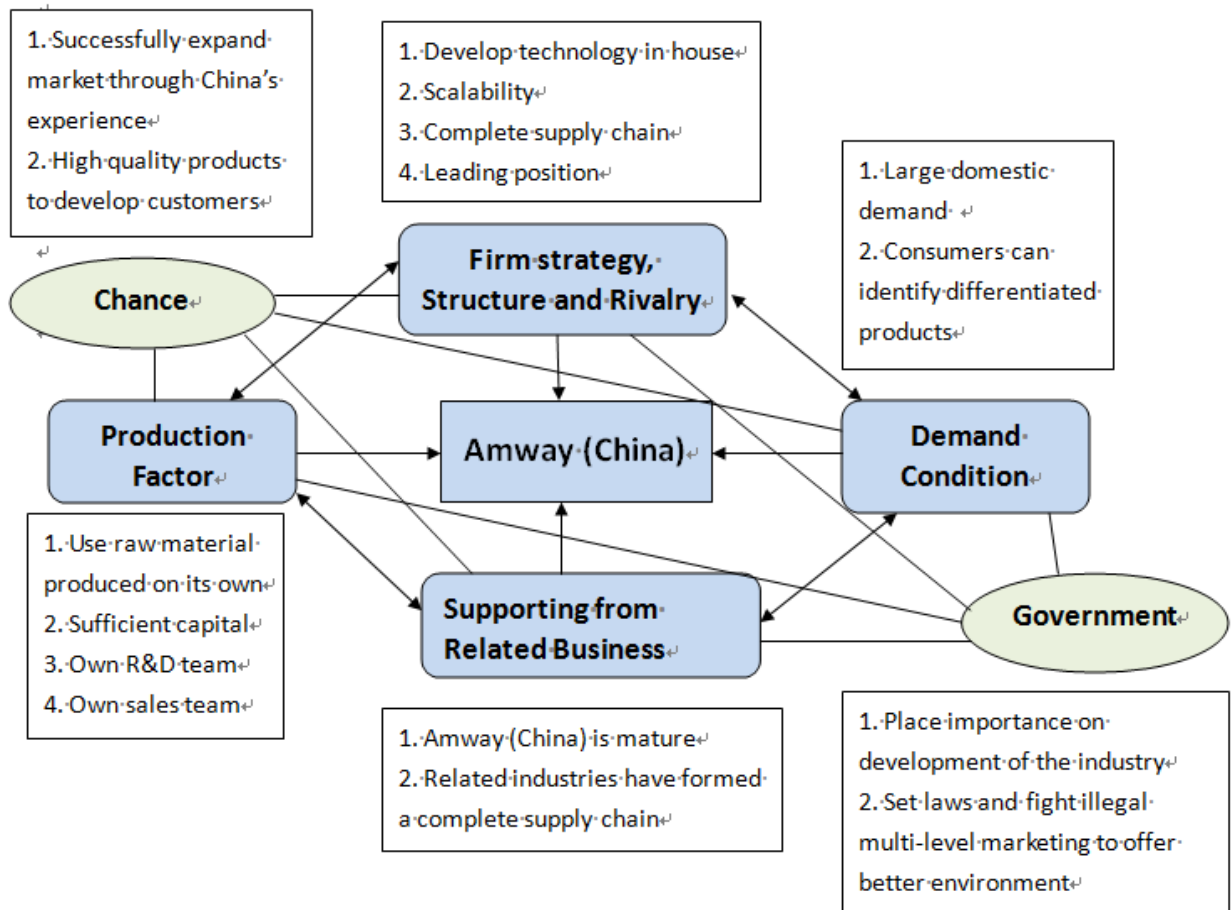 1. Successfully expand
market through China's
experience
2. High quality products
to develop customers
1. Develop technology in house
2. Scalability
3. Complete supply chain
4. Leading position
1. Large domestic
demand
2. Consumers can
identify differentiated
products
Chance
Firm strategy,
Structure and Rivalry
Production
Factor
Amway (China)
Demand
Condition
1. Use raw material
produced on its own
2. Sufficient capital
3. Own R&D team
4. Own sales team
Supporting from
Related Business
Government
1. Amway (China) is mature
2. Related industries have formed
a complete supply chain
1. Place importance on
development of the industry
2. Set laws and fight illegal
multi-level marketing to offer
better environment